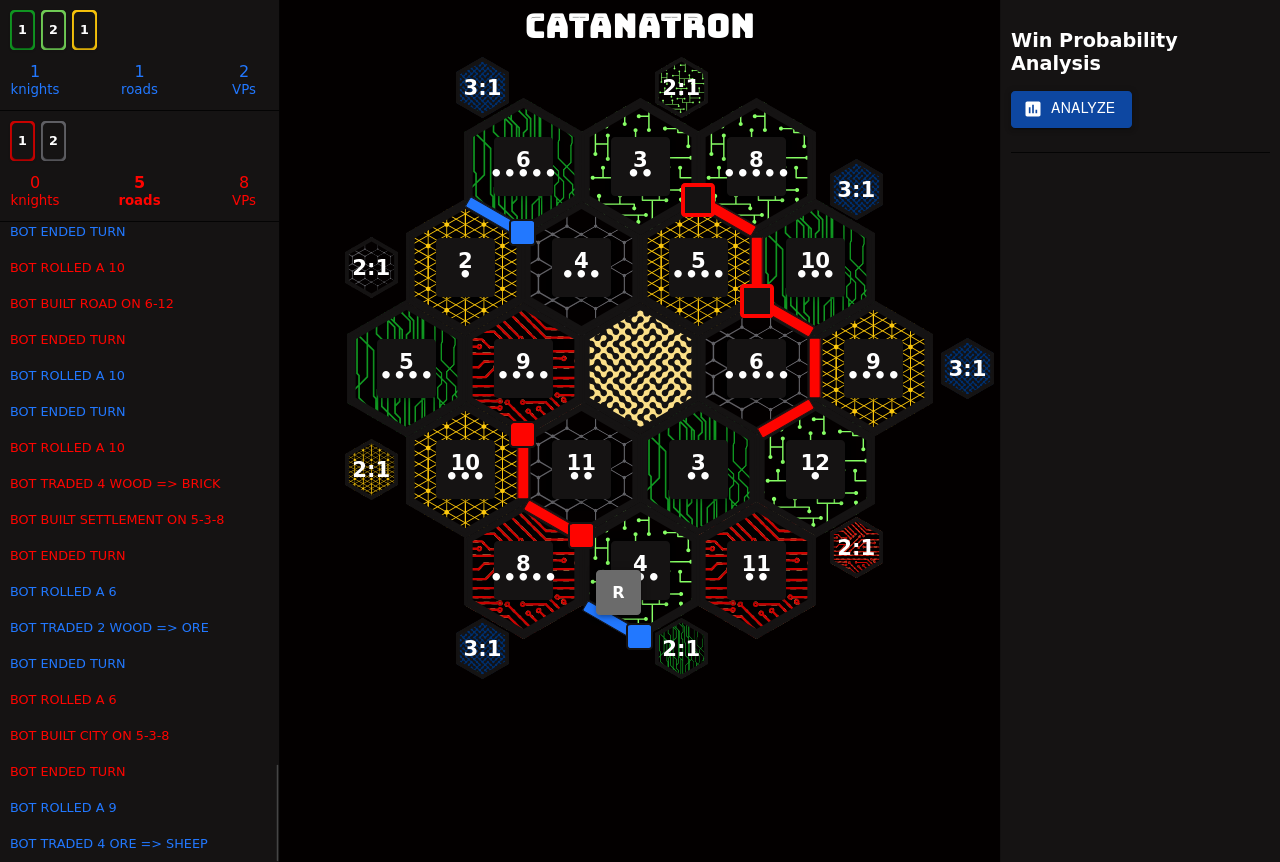 1 2 1
1 1 2
knights roads VPs
1 2
0 5 8
knights roads VPs
BOT ENDED TURN
BOT ROLLED A 10
BOT BUILT ROAD ON 6-12
BOT ENDED TURN
BOT ROLLED A 10
BOT ENDED TURN
BOT ROLLED A 10
BOT TRADED 4 WOOD => BRICK
BOT BUILT SETTLEMENT ON 5-3-8
BOT ENDED TURN
BOT ROLLED A 6
BOT TRADED 2 WOOD => ORE
BOT ENDED TURN
BOT ROLLED A 6
BOT BUILT CITY ON 5-3-8
BOT ENDED TURN
BOT ROLLED A 9
BOT TRADED 4 ORE => SHEEP
CATANATRON
3:1 2:1
6 3 8
3:1
2:1 2 4 5 10
5 9 6 9 3:1
2:1 10 11 3 12
2:1
8 4 11
R
3:1 2:1
Win Probability
Analysis
ANALYZE